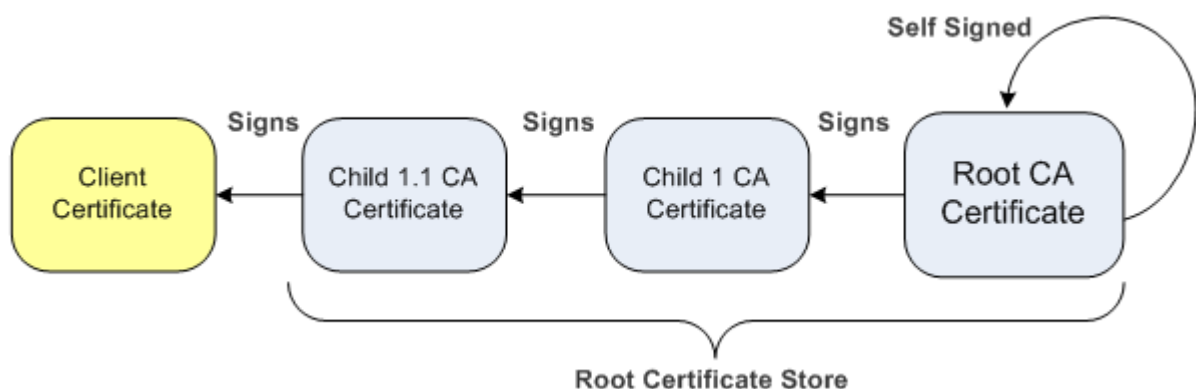 Self Signed
Signs
Signs
Signs
Client
Certificate
Child 1.1 CA
Certificate
Child 1 CA
Certificate
Root CA
Certificate
Root Certificate Store